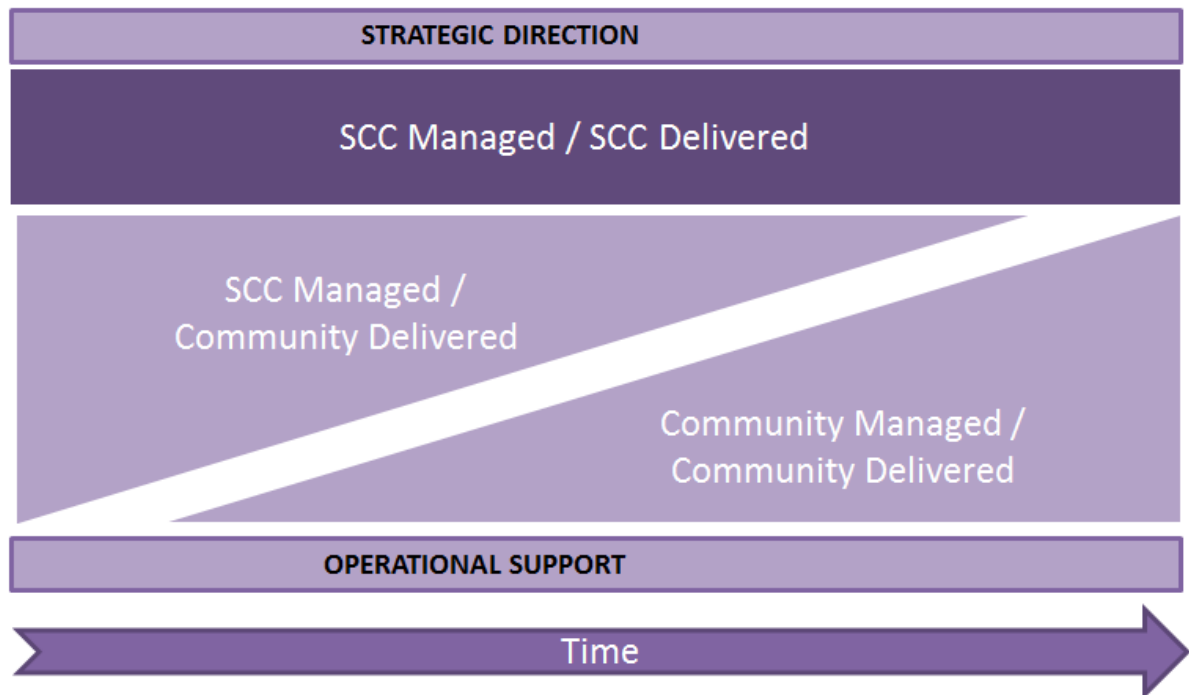 STRATEGIC DIRECTION
SCC Managed / SCC Delivered
SCC Managed /
Community Delivered
Community Managed /
Community Delivered
OPERATIONAL SUPPORT
Time